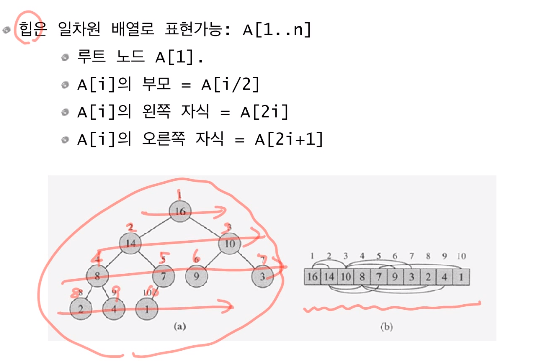 힙은 일차원 배열로 표현가능: A[1..n]
루트 노드 A[1].
A[i]의 부모 = A[i/2]
A[i]의 왼쪽 자식 = A[2i]
A[i]의 오른쪽 자식 = A[2i+1]
1
16
2 3
14 10
4 5 6 7
8 7 9 3
8 9 10
2 4 1
(a)
1 2 3 4 5 6 7 8 9 10
16 14 10 8 7 9 3 2 4 1
(b)